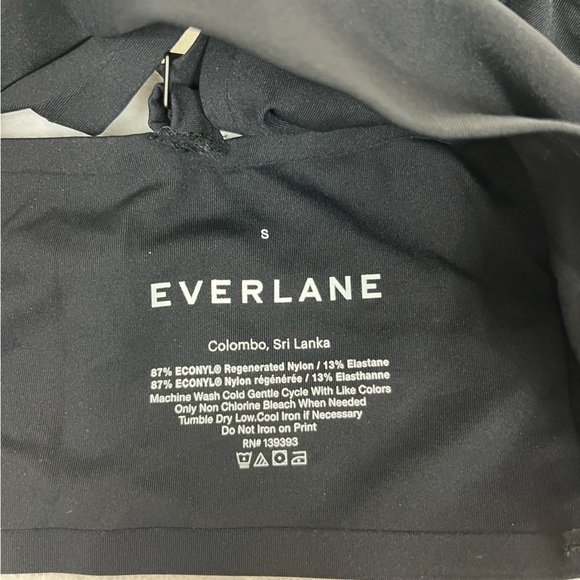 S
EVERLANE
Colombo, Sri Lanka
87% ECONYL® Regenerated Nylon / 13% Elastane
87% ECONYL® Nylon régénérée / 13% Elasthanne
Machine Wash Cold Gentle Cycle With Like Colors
Only Non Chlorine Bleach When Needed
Tumble Dry Low.Cool Iron if Necessary
Do Not Iron on Print
RN# 139393